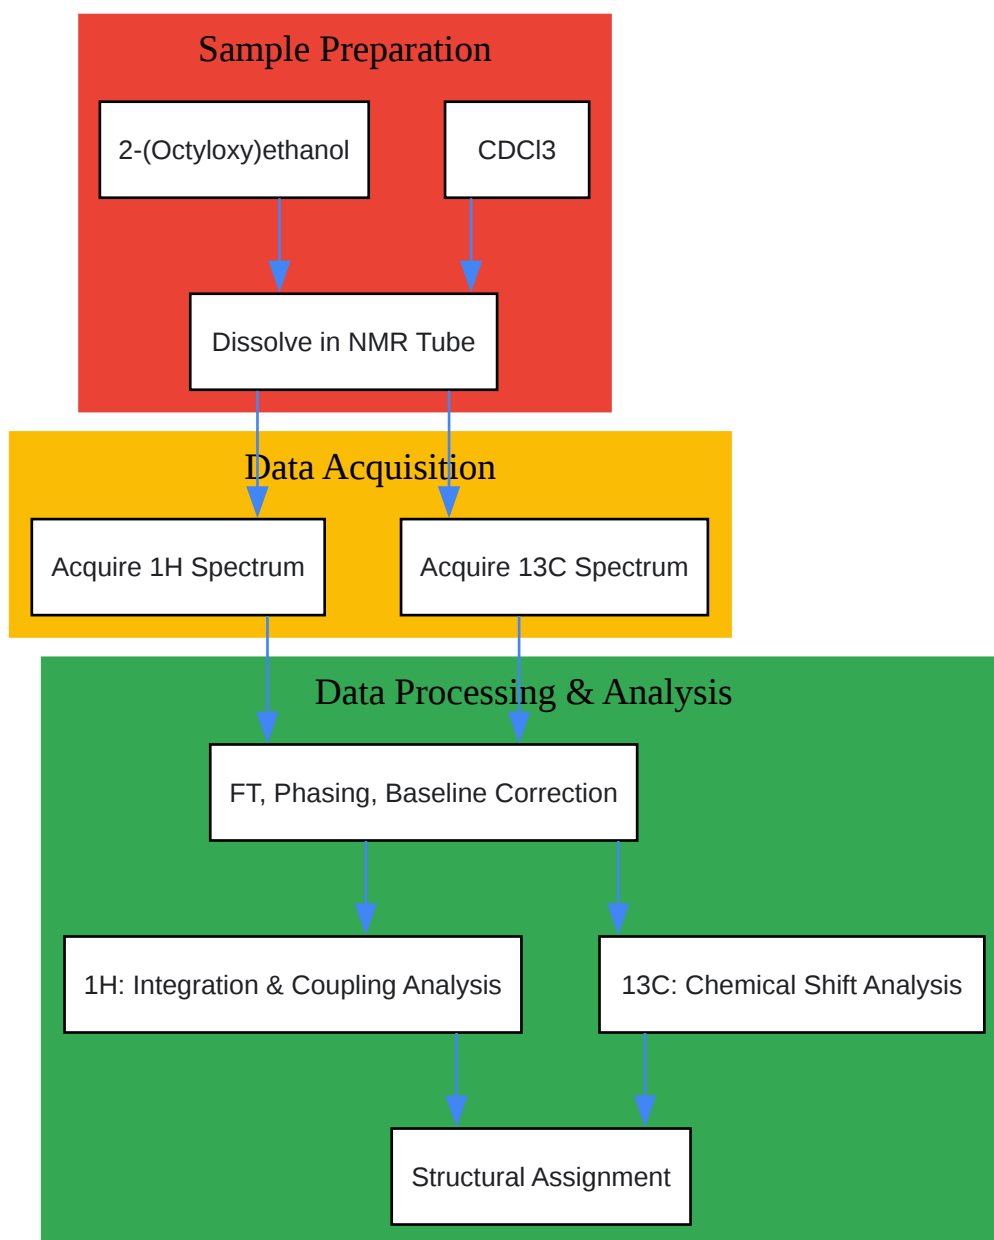 Sample Preparation
2-(Octyloxy)ethanol
CDCl3
Dissolve in NMR Tube
Data Acquisition
Acquire 1H Spectrum
Acquire 13C Spectrum
Data Processing & Analysis
FT, Phasing, Baseline Correction
1H: Integration & Coupling Analysis
13C: Chemical Shift Analysis
Structural Assignment